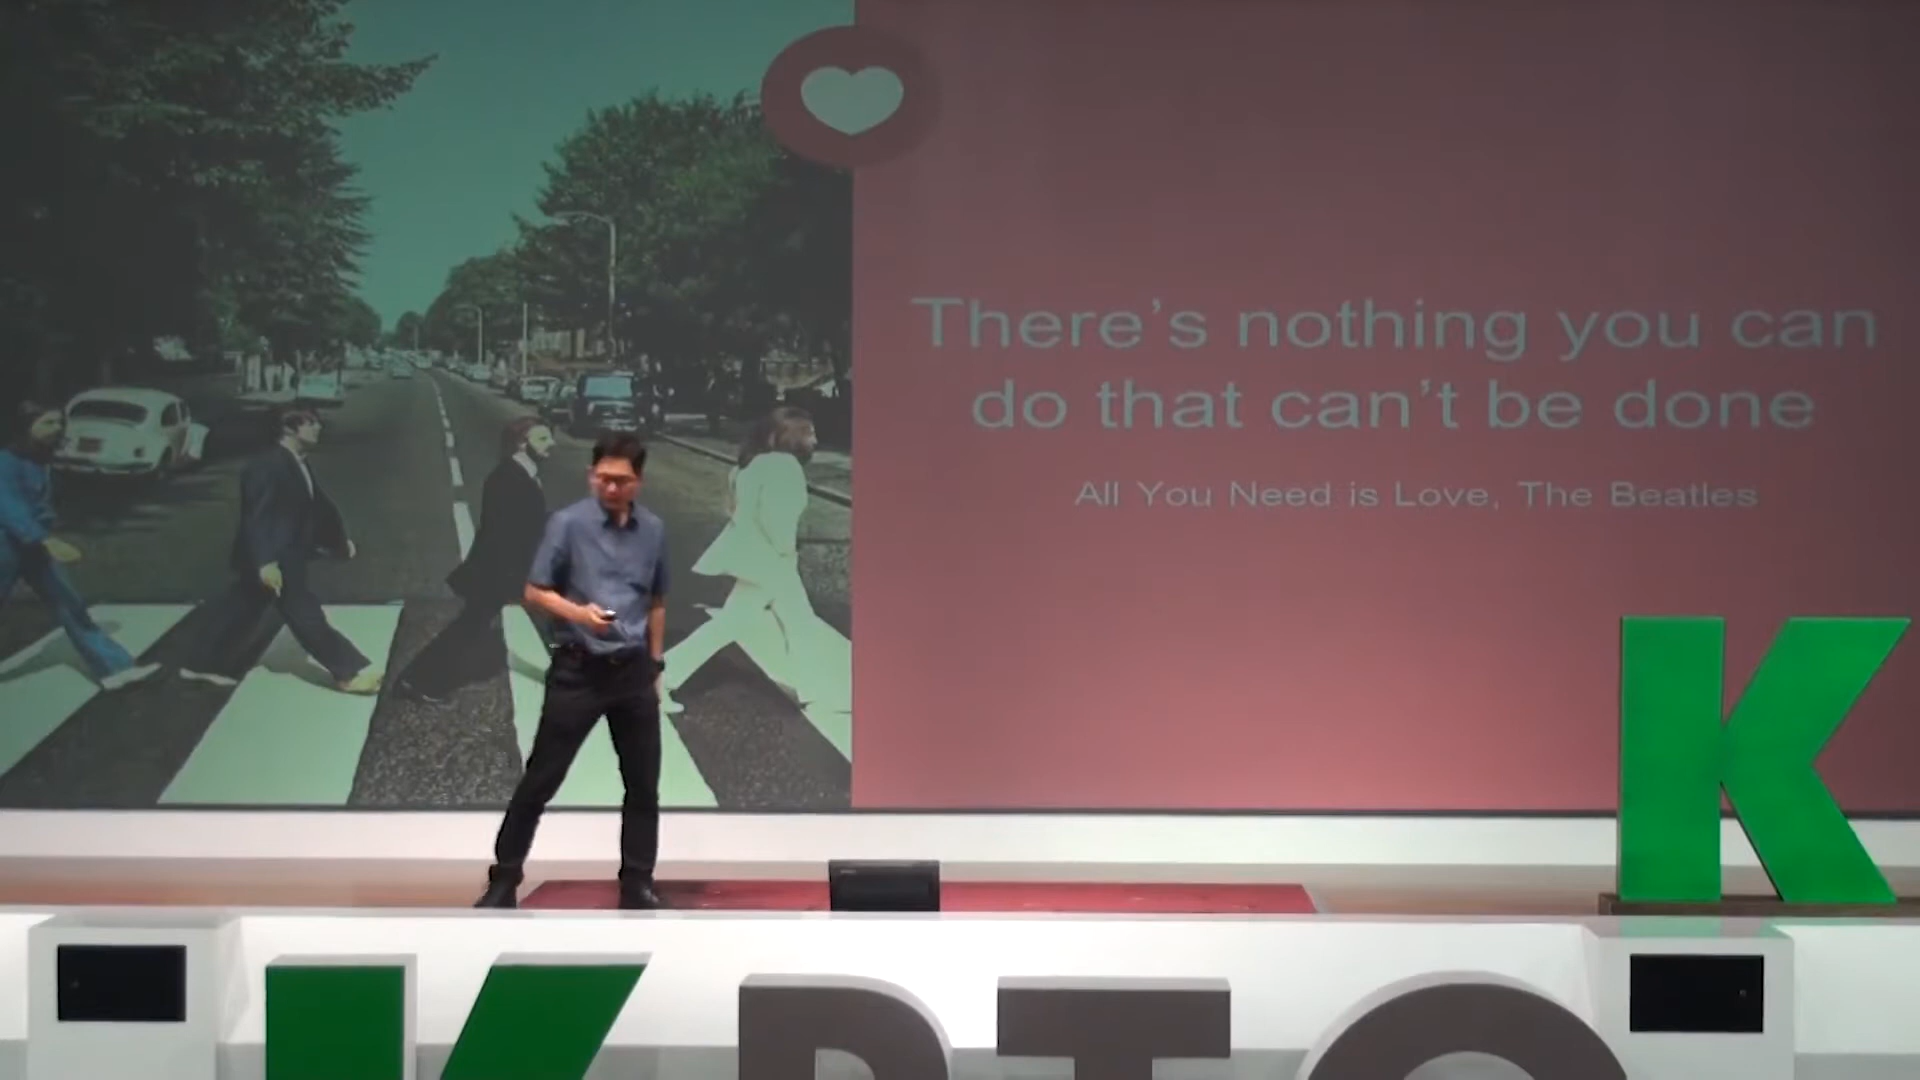 There's nothing you can
do that can't be done
All You Need is Love, The Beatles
K